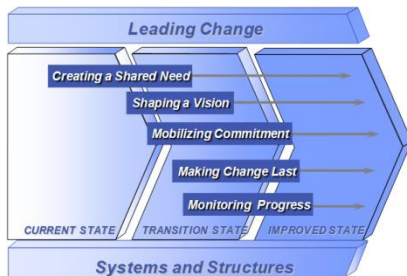 Leading Change
Creating a Shared Need
Shaping a Vision
Mobilizing Commitment
Making Change Last
Monitoring Progress
CURRENT STATE TRANSITION STATE IMPROVED STATE
Systems and Structures